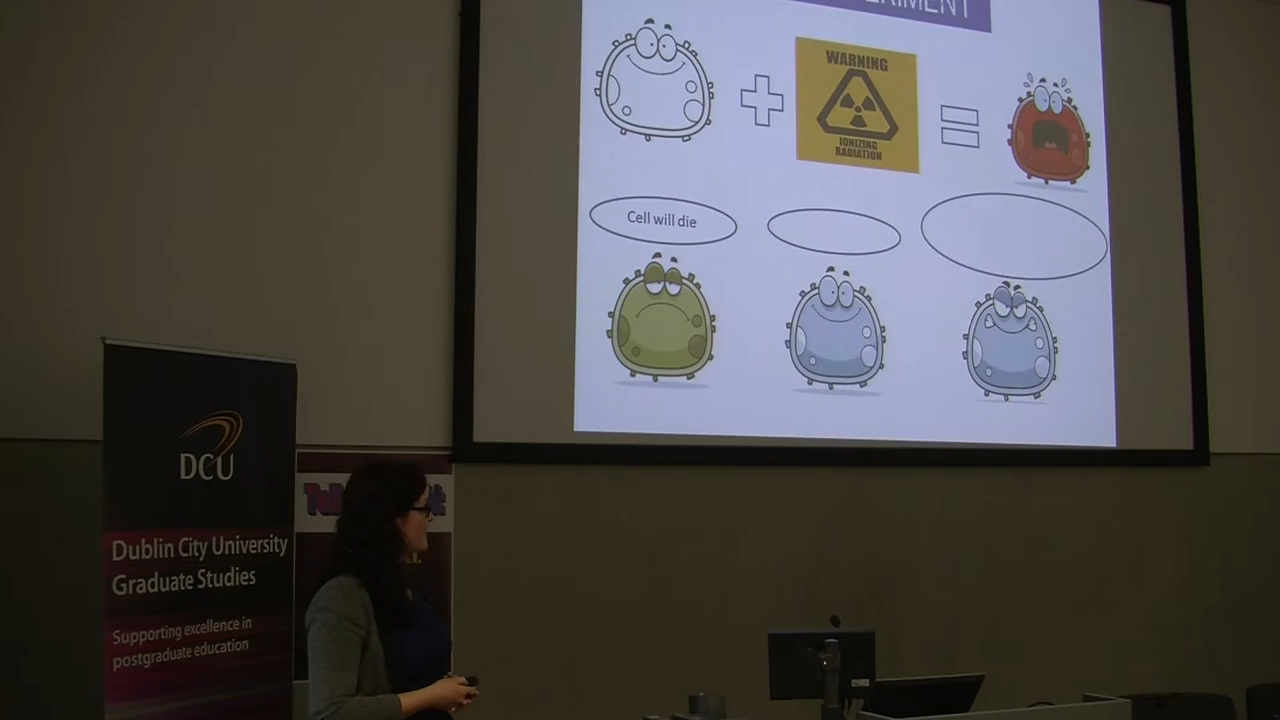 WARNING
IONIZING
RADIATION
Cell will die
DCU
Dublin City University
Graduate Studies
Supporting excellence in
postgraduate education